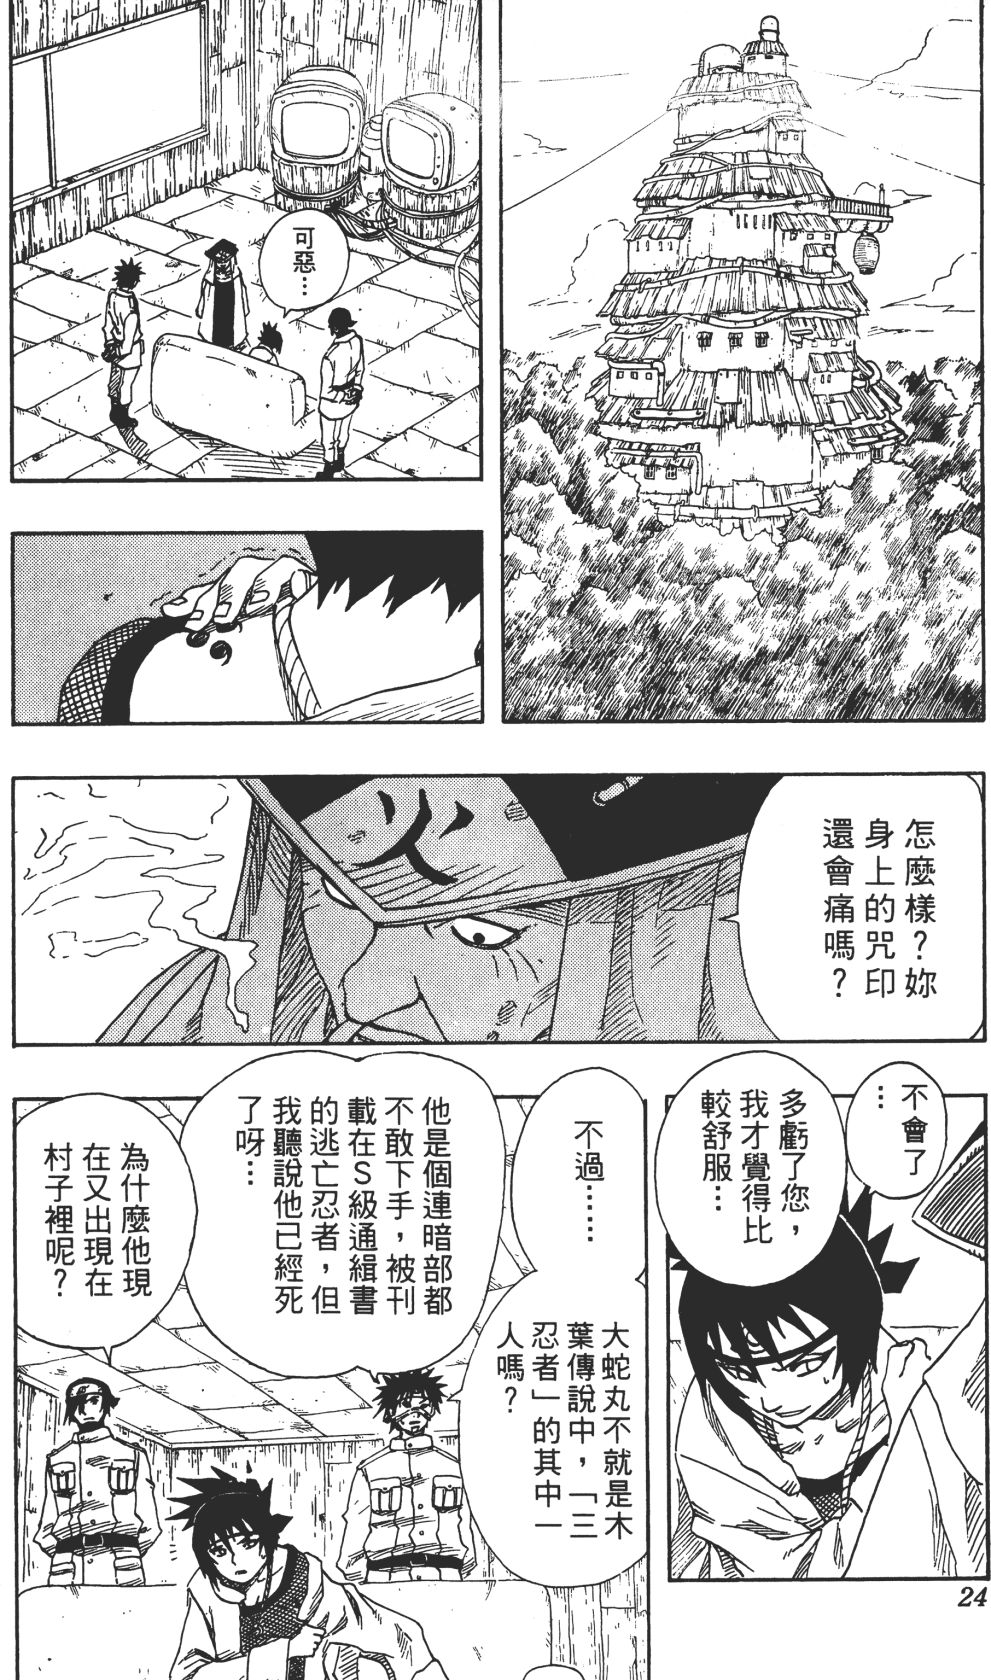 可惡…
火
怎麼樣？妳
身上的咒印
還會痛嗎？
不會了
…
多虧了您，
我才覺得比
較舒服…
不過……
大蛇丸不就是木
葉傳說中，「三
忍者」的其中一
人嗎？
他是個連暗部都
不敢下手，被刊
載在S級通緝書
的逃亡忍者，但
我聽說他已經死
了呀…
為什麼他現
在又出現在
村子裡呢？
24